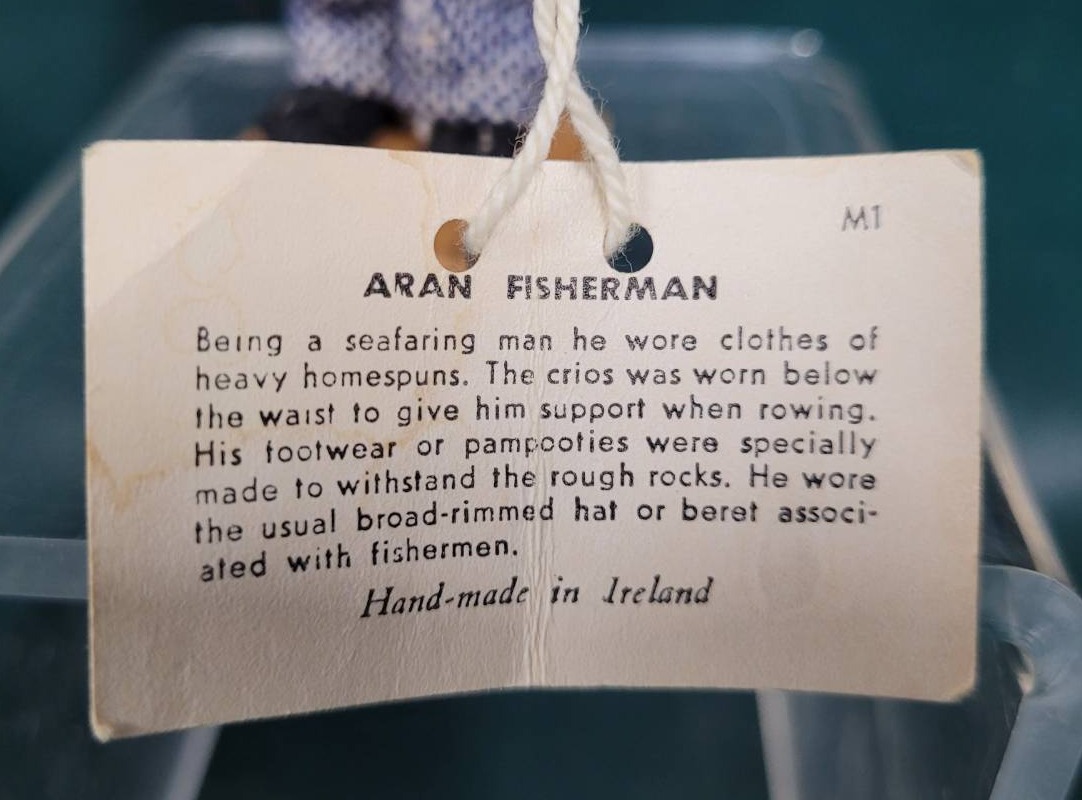 M1
ARAN FISHERMAN
Being a seafaring man he wore clothes of
heavy homespuns. The crios was worn below
the waist to give him support when rowing.
His footwear or pampooties were specially
made to withstand the rough rocks. He wore
the usual broad-rimmed hat or beret associ-
ated with fishermen.
Hand-made in Ireland